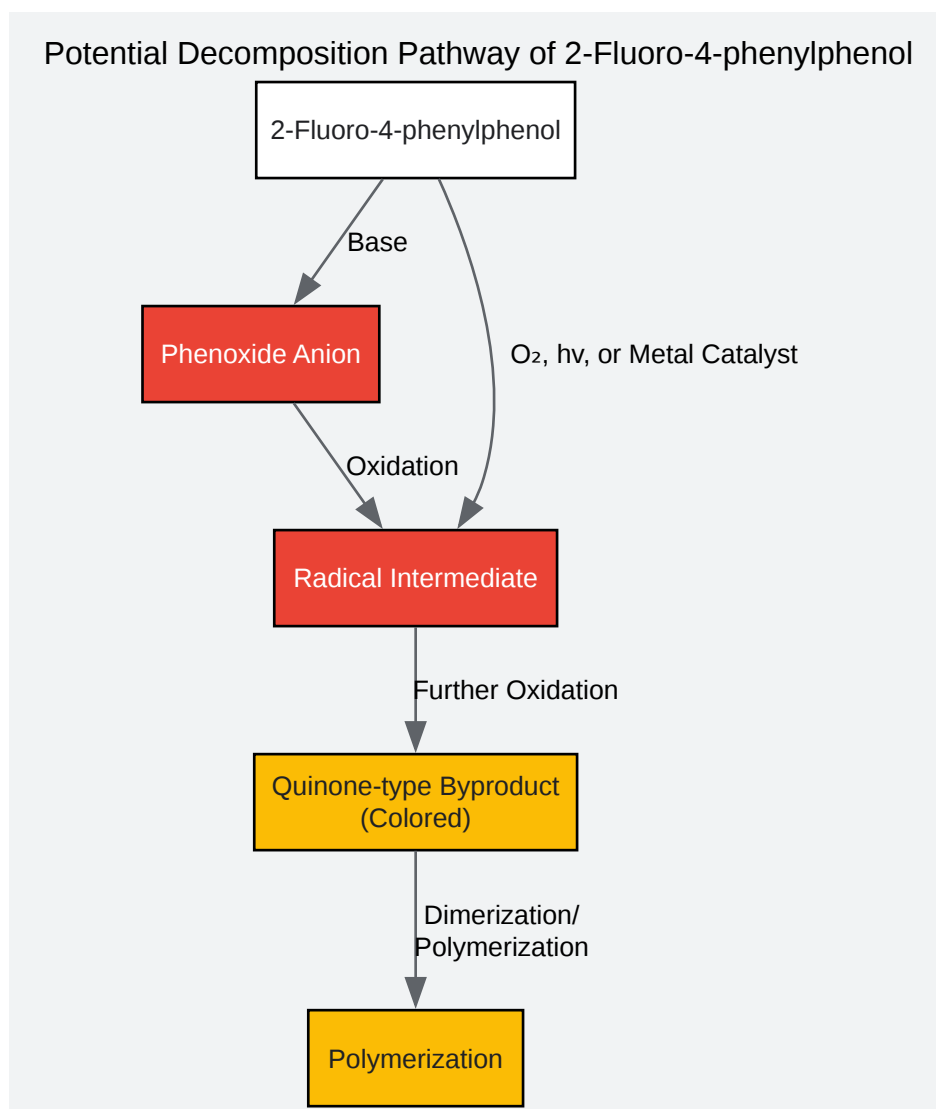 Potential Decomposition Pathway of 2-Fluoro-4-phenylphenol
2-Fluoro-4-phenylphenol
Base
Phenoxide Anion
O₂, hv, or Metal Catalyst
Oxidation
Radical Intermediate
Further Oxidation
Quinone-type Byproduct
(Colored)
Dimerization/
Polymerization
Polymerization